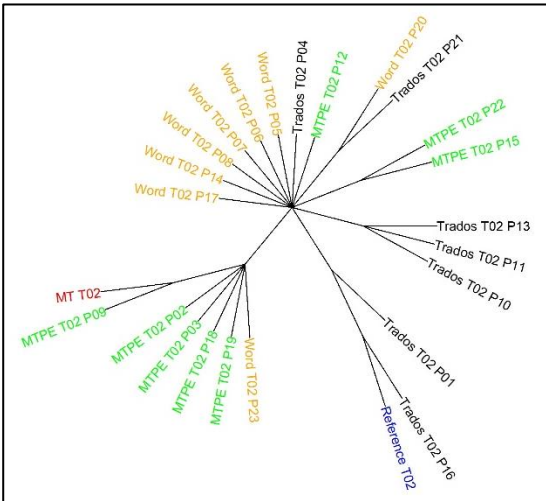 Word T02 P20
Trados T02 P21
Trados T02 P04
MTPE T02 P12
Word T02 P05
Word T02 P06
Word T02 P07
Word T02 P08
Word T02 P14
Word T02 P17
MTPE T02 P22
MTPE T02 P15
Trados T02 P13
Trados T02 P11
Trados T02 P10
MT T02
MTPE T02 P09
MTPE T02 P02
MTPE T02 P03
MTPE T02 P18
MTPE T02 P19
Word T02 P23
Trados T02 P01
Trados T02 P16
Reference T02